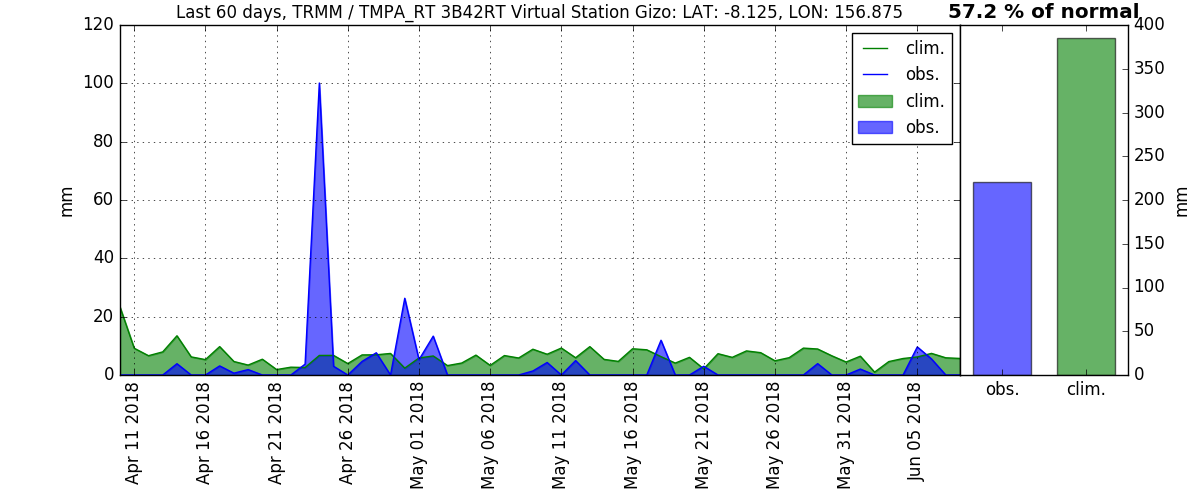 Last 60 days, TRMM / TMPA_RT 3B42RT Virtual Station Gizo: LAT: -8.125, LON: 156.875
57.2 % of normal
120
100
80
60
40
20
0
mm
clim.
obs.
clim.
obs.
Apr 11 2018
Apr 16 2018
Apr 21 2018
Apr 26 2018
May 01 2018
May 06 2018
May 11 2018
May 16 2018
May 21 2018
May 26 2018
May 31 2018
Jun 05 2018
400
350
300
250
200
150
100
50
0
mm
obs.
clim.